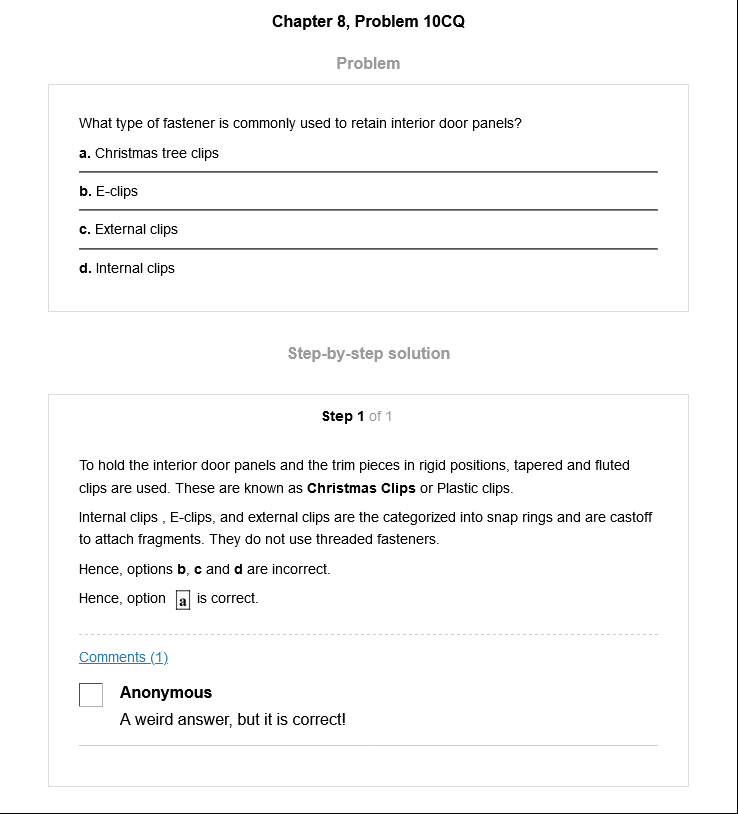 Chapter 8, Problem 10CQ
Problem
What type of fastener is commonly used to retain interior door panels?
a. Christmas tree clips
b. E-clips
c. External clips
d. Internal clips
Step-by-step solution
Step 1 of 1
To hold the interior door panels and the trim pieces in rigid positions, tapered and fluted
clips are used. These are known as Christmas Clips or Plastic clips.
Internal clips , E-clips, and external clips are the categorized into snap rings and are castoff
to attach fragments. They do not use threaded fasteners.
Hence, options b, c and d are incorrect.
Hence, option a is correct.
Comments (1)
Anonymous
A weird answer, but it is correct!